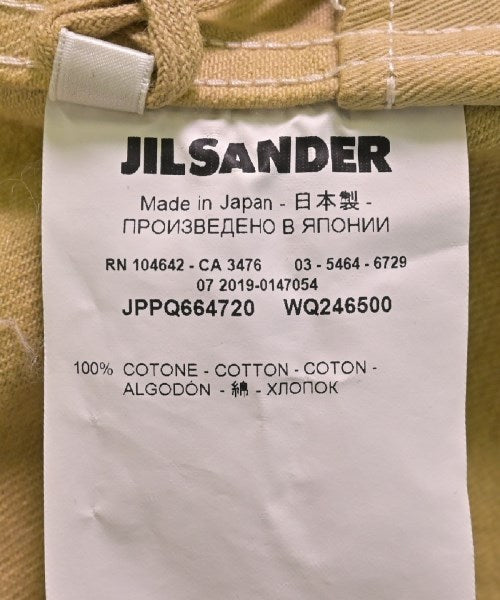 JILSANDER
Made in Japan - 日本製 -
ПРОИЗВЕДЕНО В ЯПОНИИ
RN 104642 - CA 3476 03 - 5464 - 6729
07 2019-0147054
JPPQ664720 WQ246500
100% COTONE - COTTON - COTON -
ALGODÓN - 綿 - ХЛОПОК